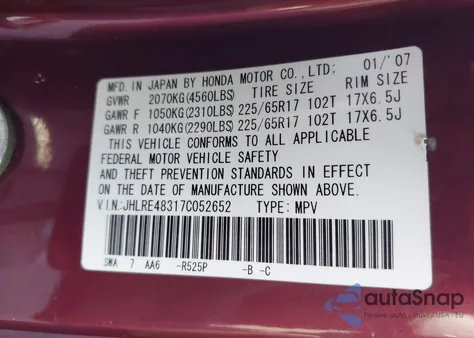 MFD. IN JAPAN BY HONDA MOTOR CO.,LTD; 01/'07
GVWR 2070KG(4560LBS) TIRE SIZE RIM SIZE
GAWR F 1050KG(2310LBS) 225/65R17 102T 17X6.5J
GAWR R 1040KG(2290LBS) 225/65R17 102T 17X6.5J
THIS VEHICLE CONFORMS TO ALL APPLICABLE
FEDERAL MOTOR VEHICLE SAFETY
AND THEFT PREVENTION STANDARDS IN EFFECT
ON THE DATE OF MANUFACTURE SHOWN ABOVE.
V.I.N:JHLRE48317C052652 TYPE: MPV
SWA 7 AA6 -R525P -B -C
autoSnap